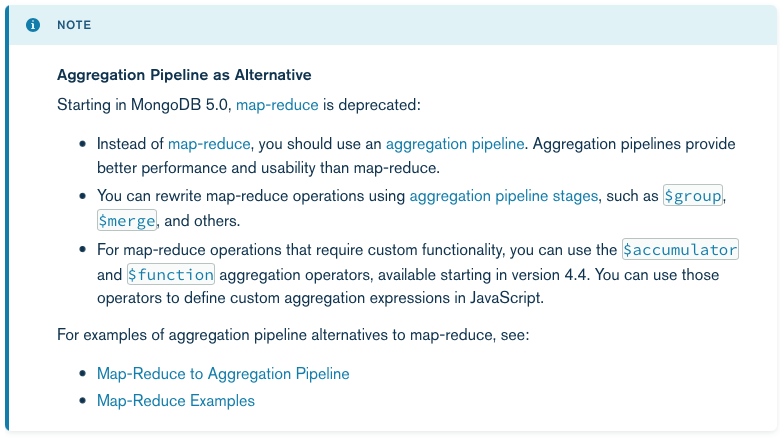 NOTE
Aggregation Pipeline as Alternative
Starting in MongoDB 5.0, map-reduce is deprecated:
Instead of map-reduce, you should use an aggregation pipeline. Aggregation pipelines provide
better performance and usability than map-reduce.
You can rewrite map-reduce operations using aggregation pipeline stages, such as $group,
$merge, and others.
For map-reduce operations that require custom functionality, you can use the $accumulator
and $function aggregation operators, available starting in version 4.4. You can use those
operators to define custom aggregation expressions in JavaScript.
For examples of aggregation pipeline alternatives to map-reduce, see:
Map-Reduce to Aggregation Pipeline
Map-Reduce Examples